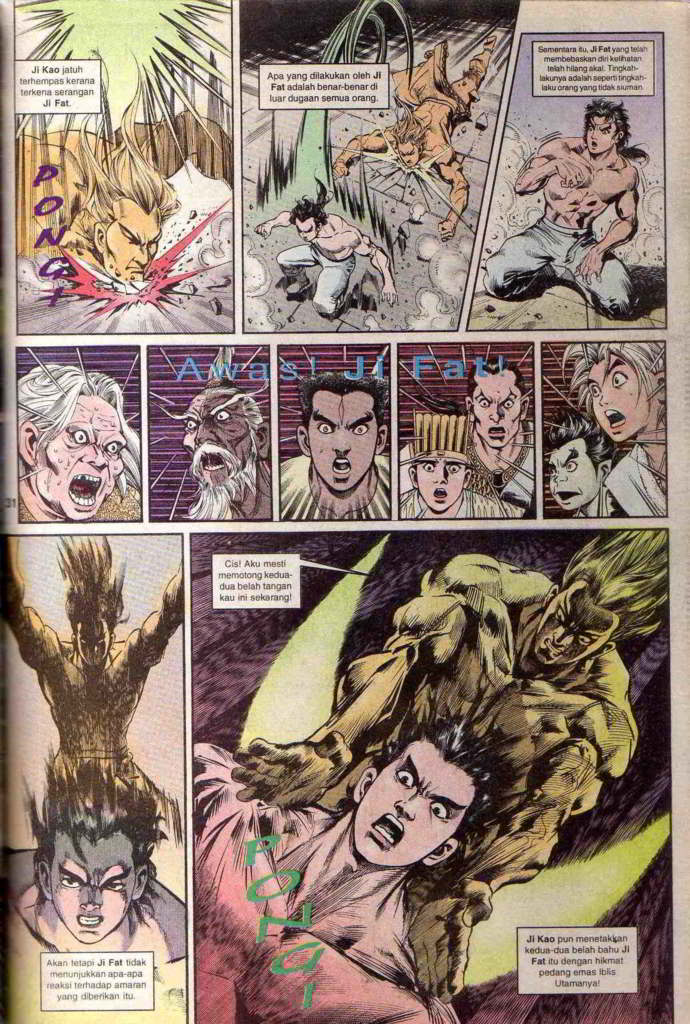 Ji Kao jatuh
terhempas kerana
terkena serangan
Ji Fat.
PONGI
Apa yang dilakukan oleh Ji
Fat adalah benar-benar di
luar dugaan semua orang.
Sementara itu, Ji Fat yang telah
membebaskan diri kelihatan
telah hilang akal. Tingkah-
lakunya adalah seperti tingkah-
laku orang yang tidak siuman.
Awas! Ji Fat!
31
Akan tetapi Ji Fat tidak
menunjukkan apa-apa
reaksi terhadap amaran
yang diberikan itu.
Cis! Aku mesti
memotong kedua-
dua belah tangan
kau ini sekarang!
PONGI
Ji Kao pun menetakkan
kedua-dua belah bahu Ji
Fat itu dengan hikmat
pedang emas Iblis
Utamanya!